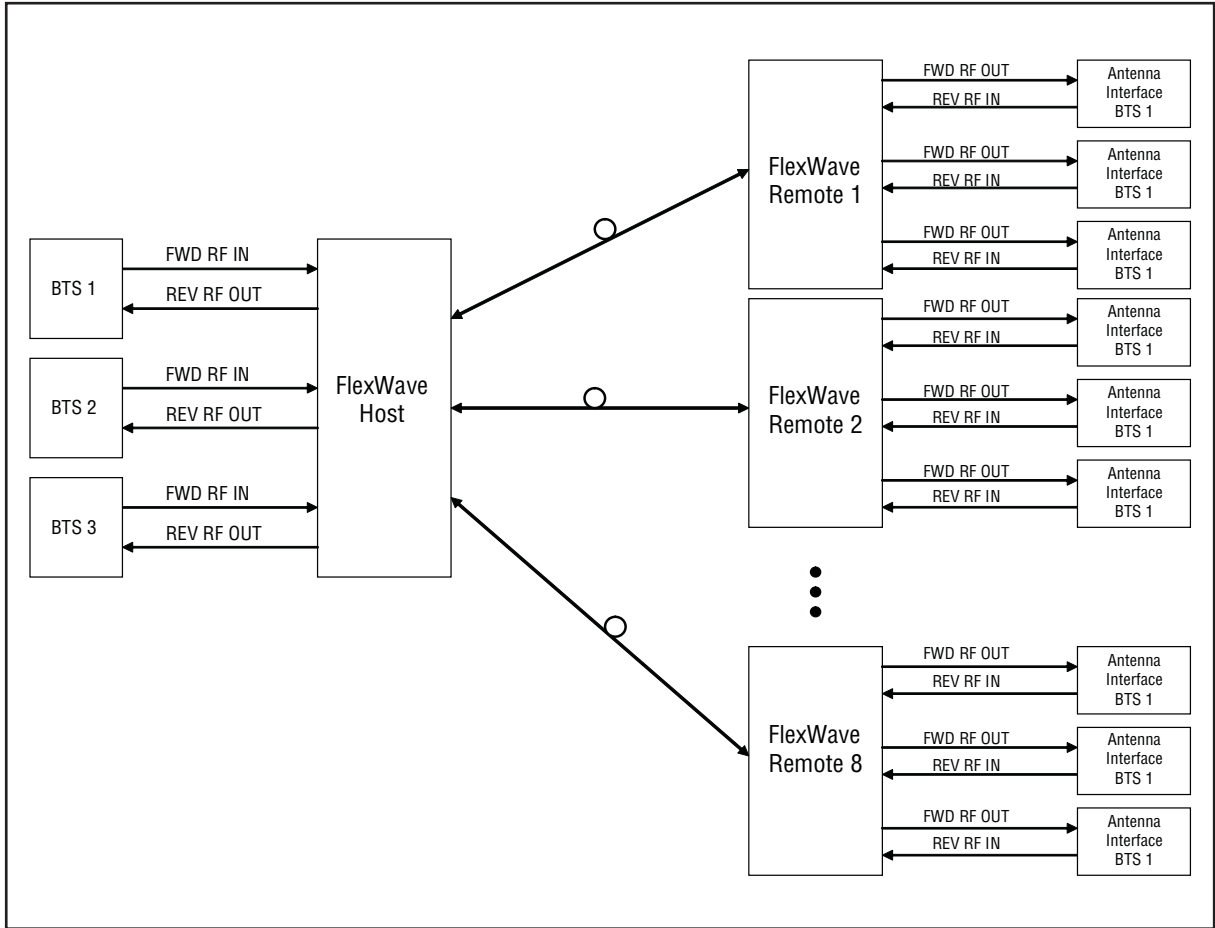 BTS 1
FWD RF IN
REV RF OUT
BTS 2
FWD RF IN
REV RF OUT
BTS 3
FWD RF IN
REV RF OUT
FlexWave
Host
FlexWave
Remote 1
FWD RF OUT
REV RF IN
Antenna
Interface
BTS 1
FWD RF OUT
REV RF IN
Antenna
Interface
BTS 1
FWD RF OUT
REV RF IN
Antenna
Interface
BTS 1
FlexWave
Remote 2
FWD RF OUT
REV RF IN
Antenna
Interface
BTS 1
FWD RF OUT
REV RF IN
Antenna
Interface
BTS 1
FWD RF OUT
REV RF IN
Antenna
Interface
BTS 1
FlexWave
Remote 8
FWD RF OUT
REV RF IN
Antenna
Interface
BTS 1
FWD RF OUT
REV RF IN
Antenna
Interface
BTS 1
FWD RF OUT
REV RF IN
Antenna
Interface
BTS 1